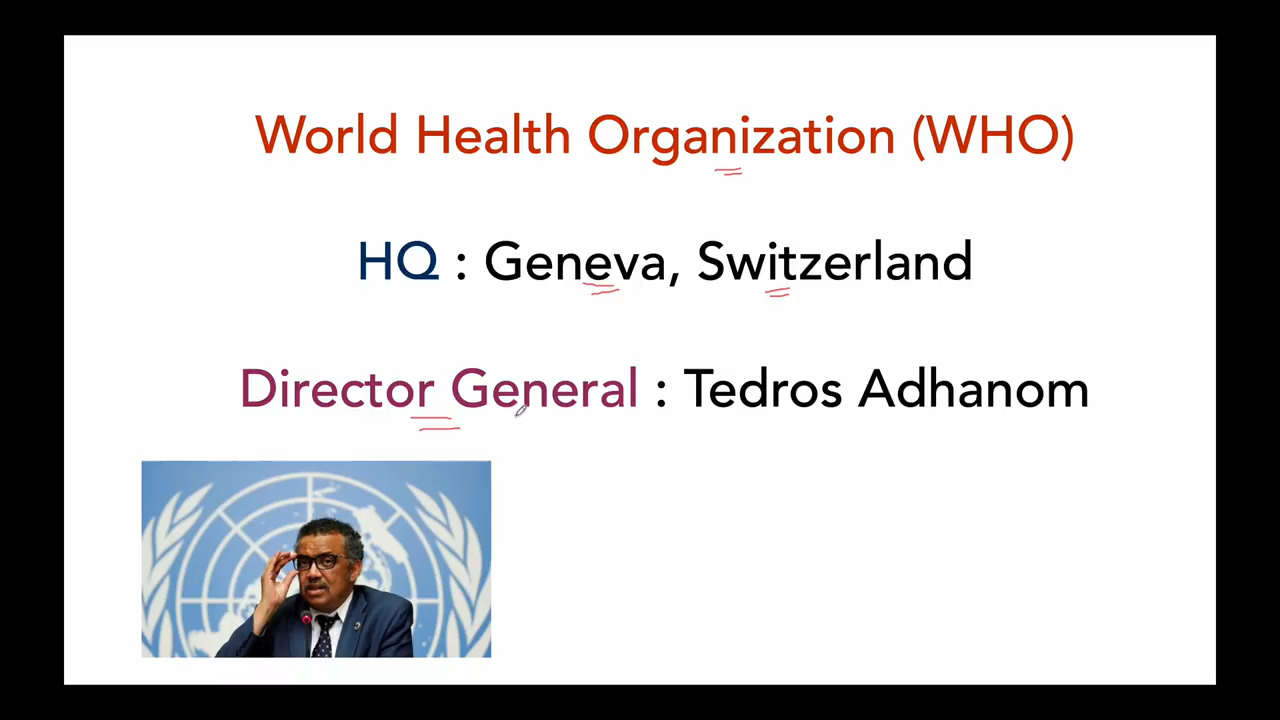 World Health Organization (WHO)
HQ : Geneva, Switzerland
Director General : Tedros Adhanom